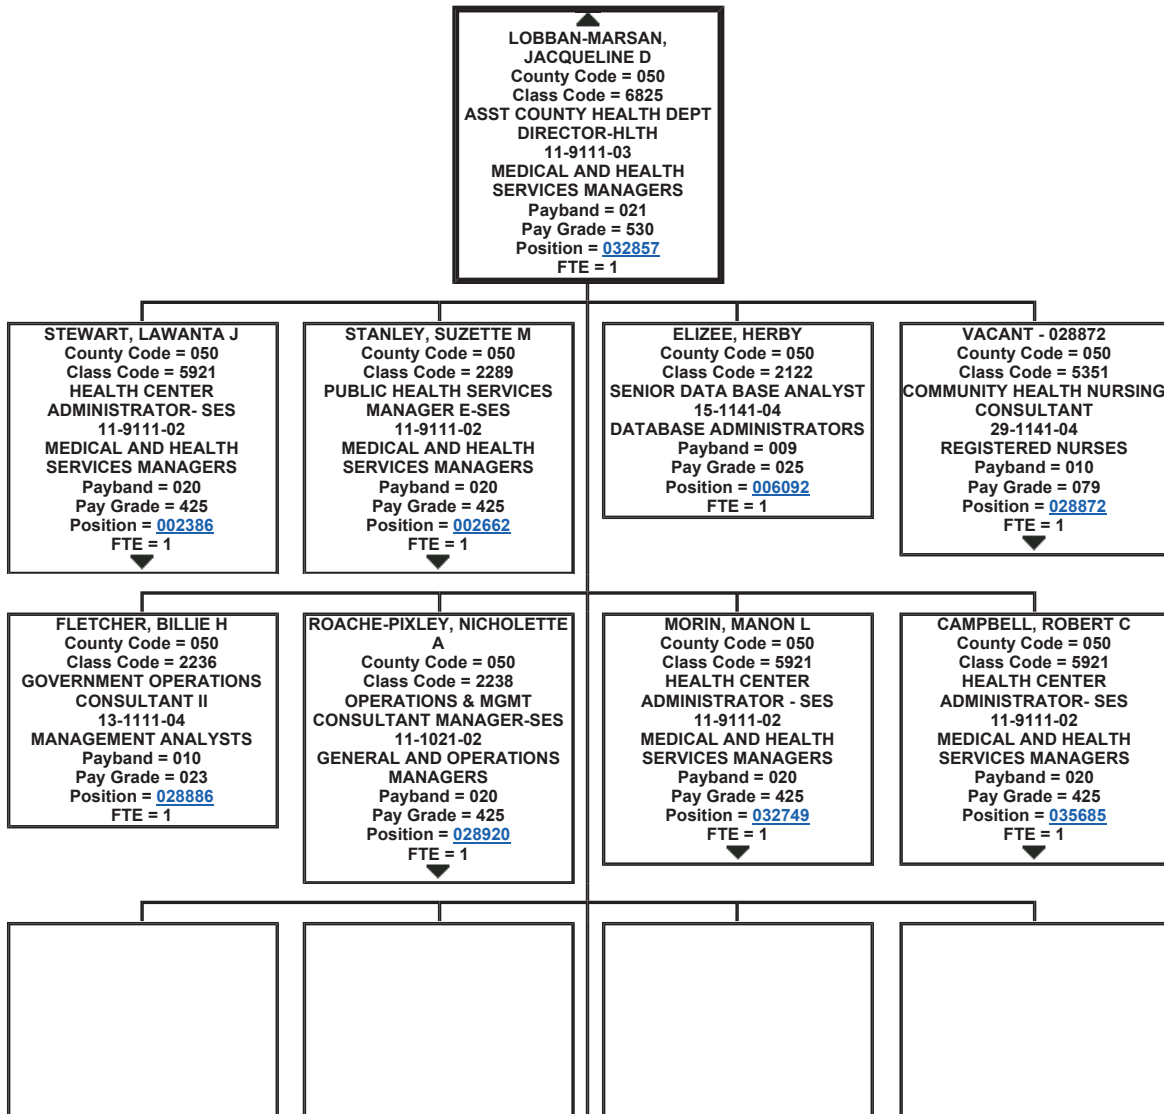 LOBBAN-MARSAN,
JACQUELINE D
County Code = 050
Class Code = 6825
ASST COUNTY HEALTH DEPT
DIRECTOR-HLTH
11-9111-03
MEDICAL AND HEALTH
SERVICES MANAGERS
Payband = 021
Pay Grade = 530
Position = 032857
FTE = 1
STEWART, LAWANTA J
County Code = 050
Class Code = 5921
HEALTH CENTER
ADMINISTRATOR- SES
11-9111-02
MEDICAL AND HEALTH
SERVICES MANAGERS
Payband = 020
Pay Grade = 425
Position = 002386
FTE = 1
STANLEY, SUZETTE M
County Code = 050
Class Code = 2289
PUBLIC HEALTH SERVICES
MANAGER E-SES
11-9111-02
MEDICAL AND HEALTH
SERVICES MANAGERS
Payband = 020
Pay Grade = 425
Position = 002662
FTE = 1
ELIZEE, HERBY
County Code = 050
Class Code = 2122
SENIOR DATA BASE ANALYST
15-1141-04
DATABASE ADMINISTRATORS
Payband = 009
Pay Grade = 025
Position = 006092
FTE = 1
VACANT - 028872
County Code = 050
Class Code = 5351
COMMUNITY HEALTH NURSING
CONSULTANT
29-1141-04
REGISTERED NURSES
Payband = 010
Pay Grade = 079
Position = 028872
FTE = 1
FLETCHER, BILLIE H
County Code = 050
Class Code = 2236
GOVERNMENT OPERATIONS
CONSULTANT II
13-1111-04
MANAGEMENT ANALYSTS
Payband = 010
Pay Grade = 023
Position = 028886
FTE = 1
ROACHE-PIXLEY, NICHOLETTE
A
County Code = 050
Class Code = 2238
OPERATIONS & MGMT
CONSULTANT MANAGER-SES
11-1021-02
GENERAL AND OPERATIONS
MANAGERS
Payband = 020
Pay Grade = 425
Position = 028920
FTE = 1
MORIN, MANON L
County Code = 050
Class Code = 5921
HEALTH CENTER
ADMINISTRATOR - SES
11-9111-02
MEDICAL AND HEALTH
SERVICES MANAGERS
Payband = 020
Pay Grade = 425
Position = 032749
FTE = 1
CAMPBELL, ROBERT C
County Code = 050
Class Code = 5921
HEALTH CENTER
ADMINISTRATOR- SES
11-9111-02
MEDICAL AND HEALTH
SERVICES MANAGERS
Payband = 020
Pay Grade = 425
Position = 035685
FTE = 1